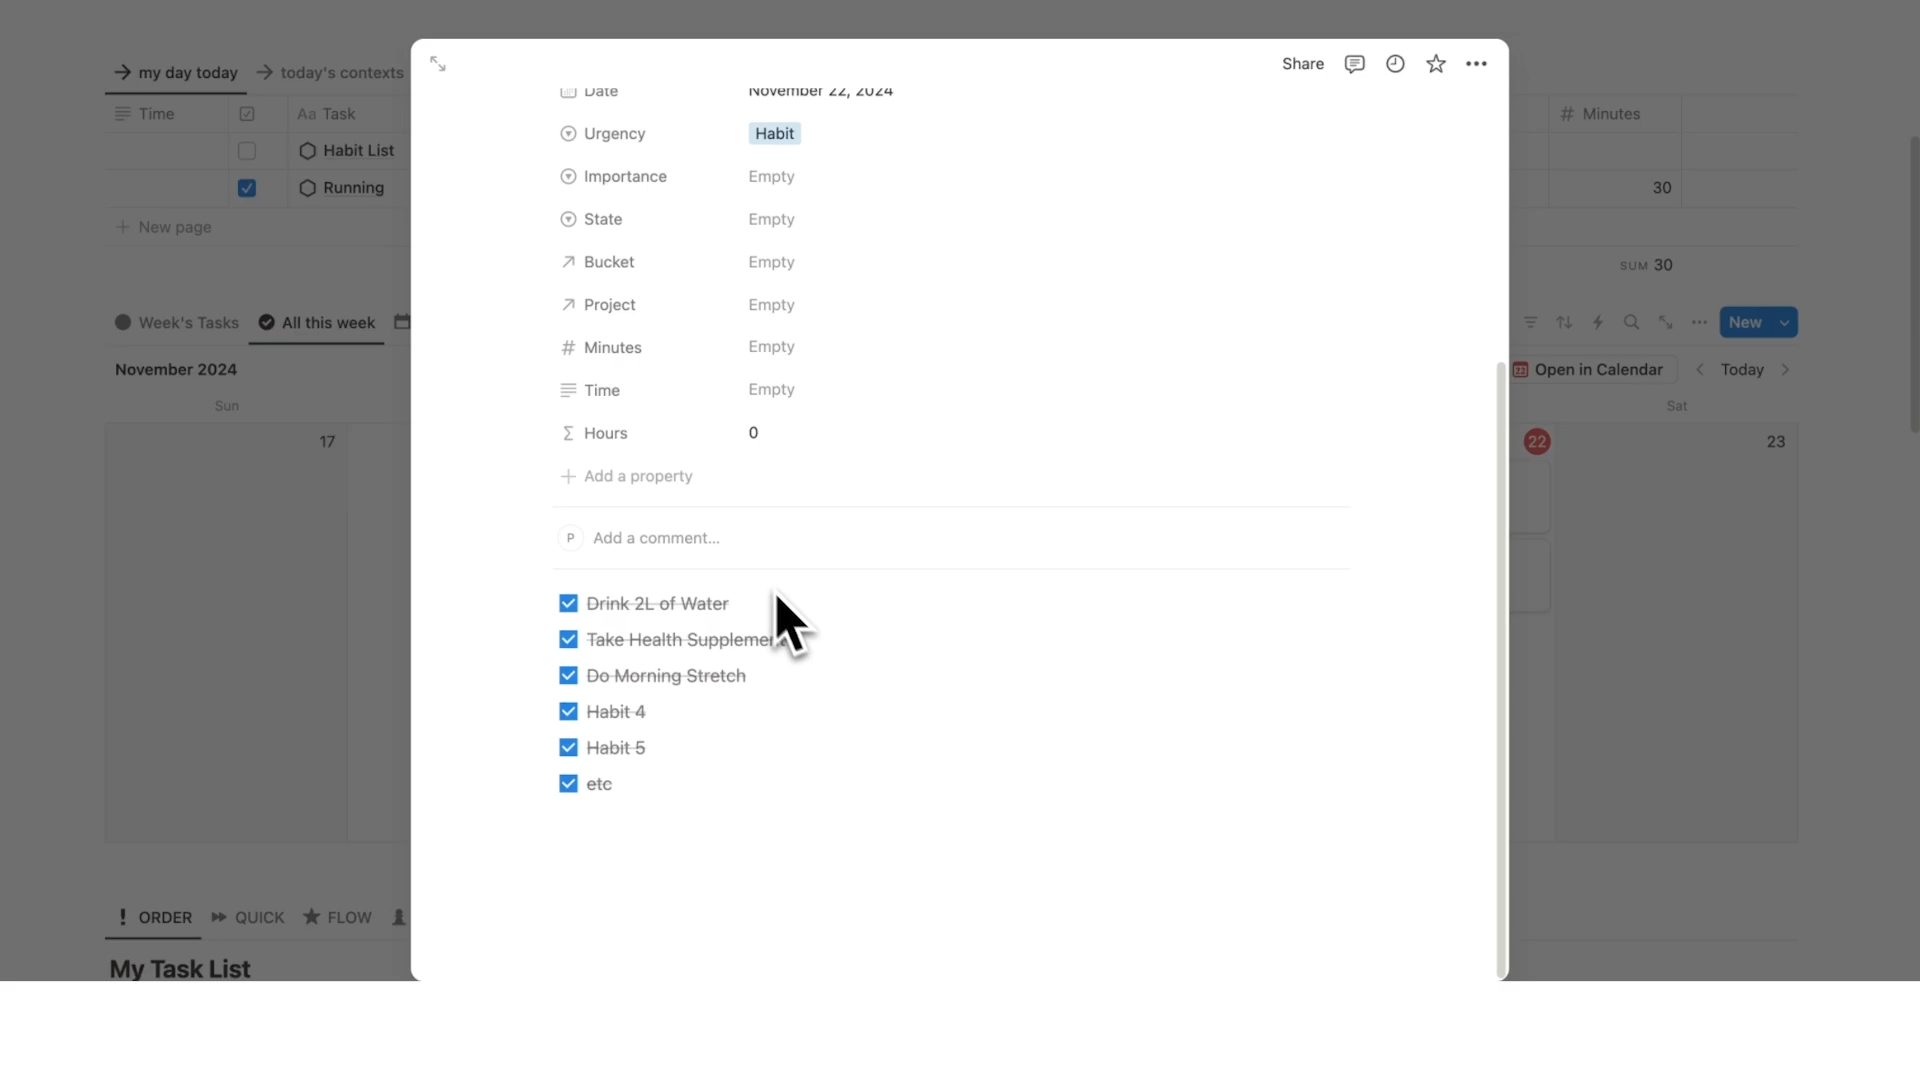 my day today
today's contexts
Time
Aa Task
Habit List
Running
New page
Week's Tasks
All this week
November 2024
Sun
17
ORDER
QUICK
FLOW
My Task List
Share
Date
November 22, 2024
Urgency
Habit
Importance
Empty
State
Empty
Bucket
Empty
Project
Empty
# Minutes
Empty
Time
Empty
Σ Hours
0
+ Add a property
P
Add a comment...
Drink 2L of Water
Take Health Supplement
Do Morning Stretch
Habit 4
Habit 5
etc
# Minutes
30
SUM 30
New
Open in Calendar
Today
Sat
22
23